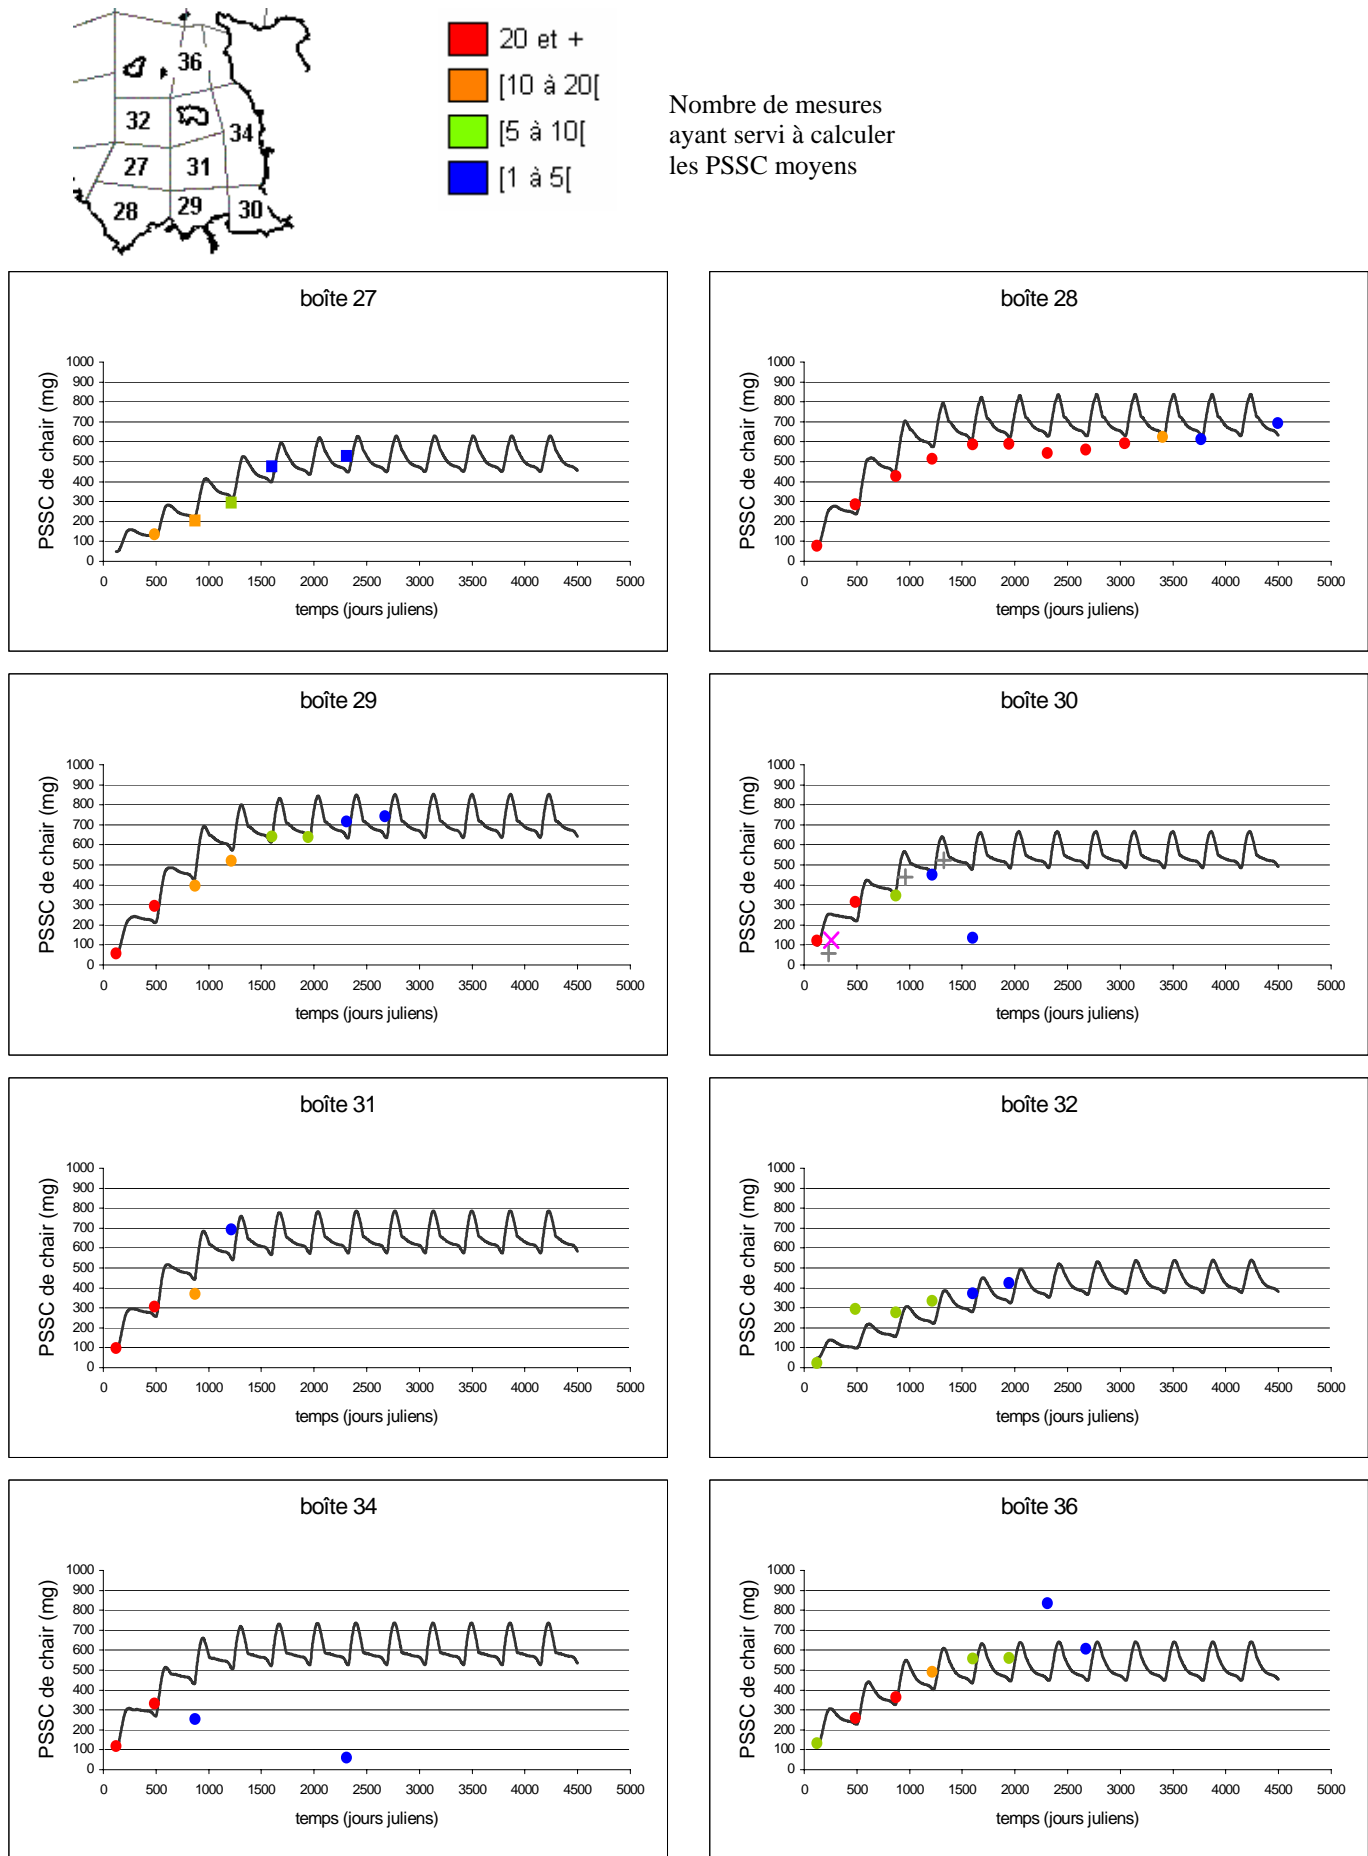 36
32
34
27
31
28
29
30
20 et +
[10 à 20[
[5 à 10[
[1 à 5[
Nombre de mesures
ayant servi à calculer
les PSSC moyens
boîte 27
PSSC de chair (mg)
1000
900
800
700
600
500
400
300
200
100
0
0 500 1000 1500 2000 2500 3000 3500 4000 4500 5000
temps (jours juliens)
boîte 28
PSSC de chair (mg)
1000
900
800
700
600
500
400
300
200
100
0
0 500 1000 1500 2000 2500 3000 3500 4000 4500 5000
temps (jours juliens)
boîte 29
PSSC de chair (mg)
1000
900
800
700
600
500
400
300
200
100
0
0 500 1000 1500 2000 2500 3000 3500 4000 4500 5000
temps (jours juliens)
boîte 30
PSSC de chair (mg)
1000
900
800
700
600
500
400
300
200
100
0
0 500 1000 1500 2000 2500 3000 3500 4000 4500 5000
temps (jours juliens)
boîte 31
PSSC de chair (mg)
1000
900
800
700
600
500
400
300
200
100
0
0 500 1000 1500 2000 2500 3000 3500 4000 4500 5000
temps (jours juliens)
boîte 32
PSSC de chair (mg)
1000
900
800
700
600
500
400
300
200
100
0
0 500 1000 1500 2000 2500 3000 3500 4000 4500 5000
temps (jours juliens)
boîte 34
PSSC de chair (mg)
1000
900
800
700
600
500
400
300
200
100
0
0 500 1000 1500 2000 2500 3000 3500 4000 4500 5000
temps (jours juliens)
boîte 36
PSSC de chair (mg)
1000
900
800
700
600
500
400
300
200
100
0
0 500 1000 1500 2000 2500 3000 3500 4000 4500 5000
temps (jours juliens)